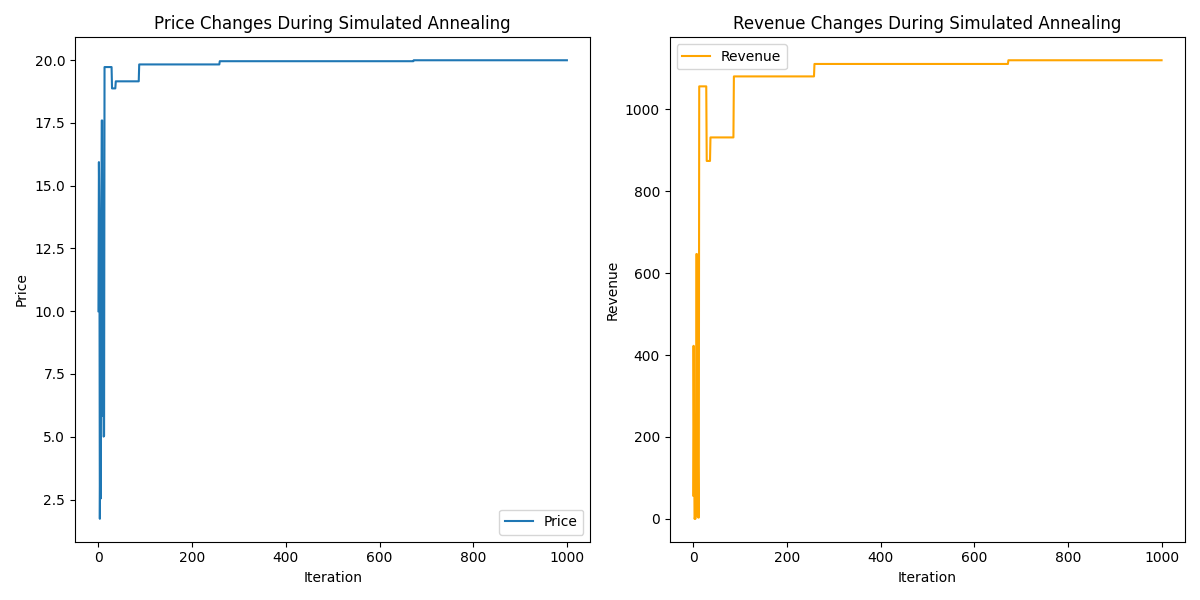 Price Changes During Simulated Annealing
20.0
17.5
15.0
12.5
10.0
7.5
5.0
2.5
Price
Price
0 200 400 600 800 1000
Iteration
Revenue Changes During Simulated Annealing
Revenue
1000
800
600
400
200
0
Revenue
0 200 400 600 800 1000
Iteration